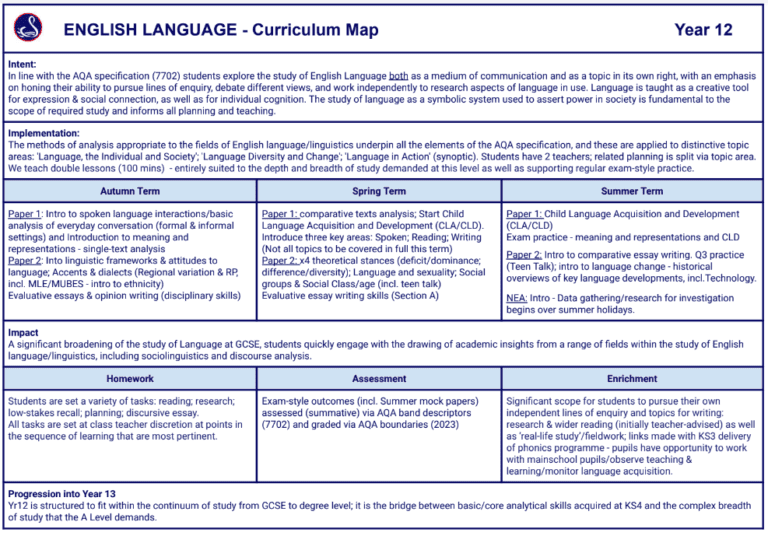 ENGLISH LANGUAGE - Curriculum Map
Year 12
Intent:
In line with the AQA specification (7702) students explore the study of English Language both as a medium of communication and as a topic in its own right, with an emphasis
on honing their ability to pursue lines of enquiry, debate different views, and work independently to research aspects of language in use. Language is taught as a creative tool
for expression & social connection, as well as for individual cognition. The study of language as a symbolic system used to assert power in society is fundamental to the
scope of required study and informs all planning and teaching.
Implementation:
The methods of analysis appropriate to the fields of English language/linguistics underpin all the elements of the AQA specification, and these are applied to distinctive topic
areas: 'Language, the Individual and Society'; 'Language Diversity and Change'; 'Language in Action' (synoptic). Students have 2 teachers; related planning is split via topic area.
We teach double lessons (100 mins) - entirely suited to the depth and breadth of study demanded at this level as well as supporting regular exam-style practice.
Autumn Term
Paper 1: Intro to spoken language interactions/basic
analysis of everyday conversation (formal & informal
settings) and introduction to meaning and
representations - single-text analysis
Paper 2: Into linguistic frameworks & attitudes to
language; Accents & dialects (Regional variation & RP,
incl. MLE/MUBES - intro to ethnicity)
Evaluative essays & opinion writing (disciplinary skills)
Spring Term
Paper 1: comparative texts analysis; Start Child
Language Acquisition and Development (CLA/CLD).
Introduce three key areas: Spoken; Reading; Writing
(Not all topics to be covered in full this term)
Paper 2: x4 theoretical stances (deficit/dominance;
difference/diversity); Language and sexuality; Social
groups & Social Class/age (incl. teen talk)
Evaluative essay writing skills (Section A)
Summer Term
Paper 1: Child Language Acquisition and Development
(CLA/CLD)
Exam practice - meaning and representations and CLD
Paper 2: Intro to comparative essay writing. Q3 practice
(Teen Talk); intro to language change - historical
overviews of key language developments, incl.Technology.
NEA: Intro - Data gathering/research for investigation
begins over summer holidays.
Impact
A significant broadening of the study of Language at GCSE, students quickly engage with the drawing of academic insights from a range of fields within the study of English
language/linguistics, including sociolinguistics and discourse analysis.
Homework
Students are set a variety of tasks: reading; research;
low-stakes recall; planning; discursive essay.
All tasks are set at class teacher discretion at points in
the sequence of learning that are most pertinent.
Assessment
Exam-style outcomes (incl. Summer mock papers)
assessed (summative) via AQA band descriptors
(7702) and graded via AQA boundaries (2023)
Enrichment
Significant scope for students to pursue their own
independent lines of enquiry and topics for writing:
research & wider reading (initially teacher-advised) as well
as 'real-life study'/fieldwork; links made with KS3 delivery
of phonics programme - pupils have opportunity to work
with mainschool pupils/observe teaching &
learning/monitor language acquisition.
Progression into Year 13
Yr12 is structured to fit within the continuum of study from GCSE to degree level; it is the bridge between basic/core analytical skills acquired at KS4 and the complex breadth
of study that the A Level demands.